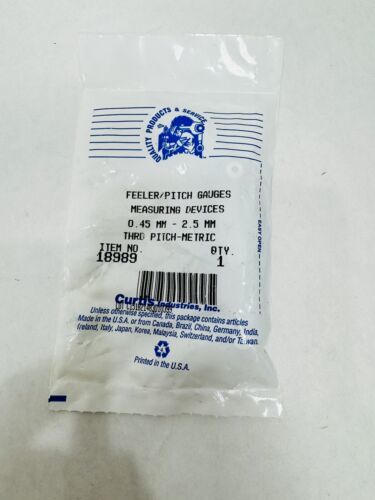 QUALITY PRODUCTS & SERVICE
FEELER/PITCH GAUGES
MEASURING DEVICES
0.45 MM - 2.5 MM
THRD PITCH-METRIC
ITEM NO. QTY.
18989 1
EASY OPEN
Curtis Industries, Inc.
Unless otherwise specified, this package contains articles
Made in the U.S.A. or from Canada, Brazil, China, Germany, India,
Ireland, Italy, Japan, Korea, Malaysia, Switzerland, and/or Taiwan.
Printed in the U.S.A.